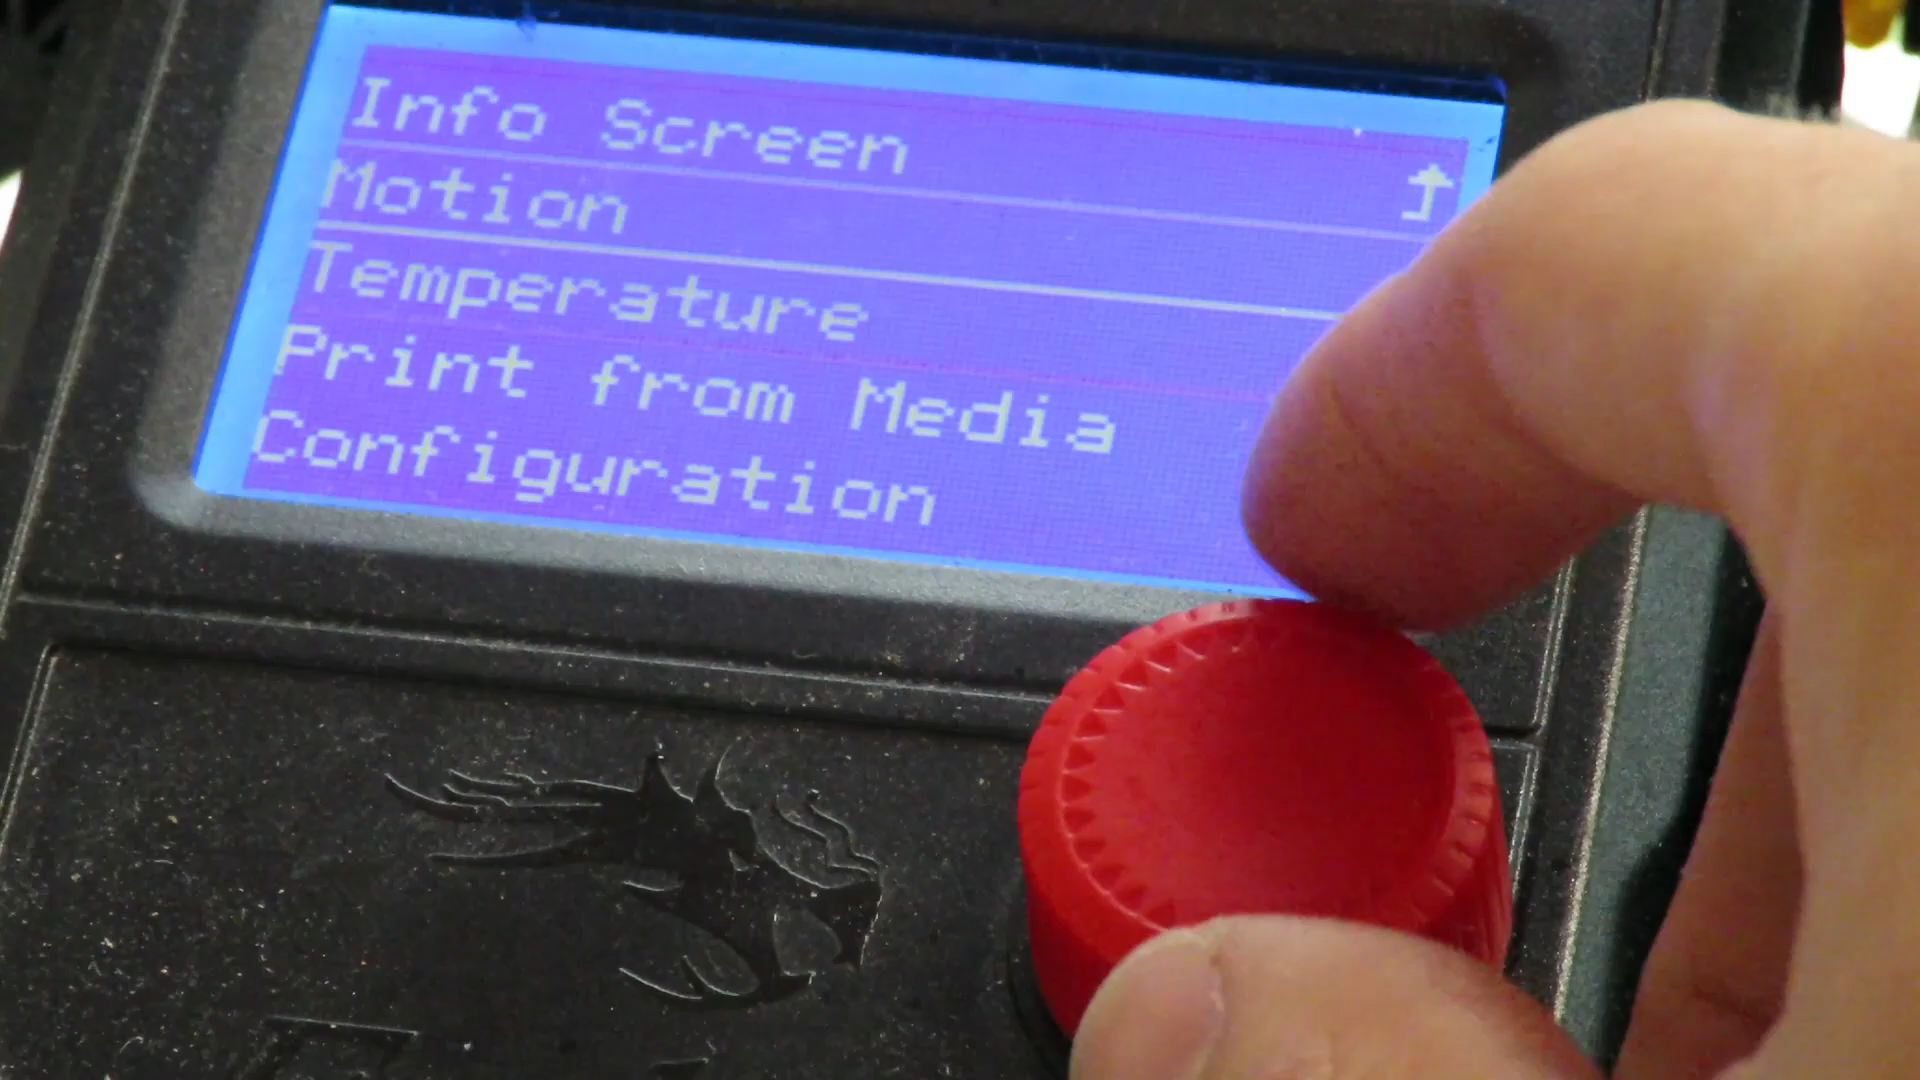 Info Screen
Motion
Temperature
Print from Media
Configuration